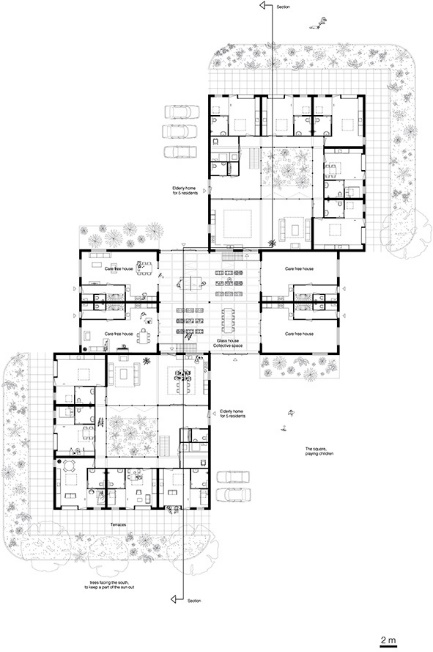 Section
Elderly home
for 6 residents
Care free house
Care free house
Care free house
Care free house
Glass house
Collective space
Elderly home
for 6 residents
The square,
playing children
Terraces
trees facing the south,
to keep a part of the sun out
Section
2 m